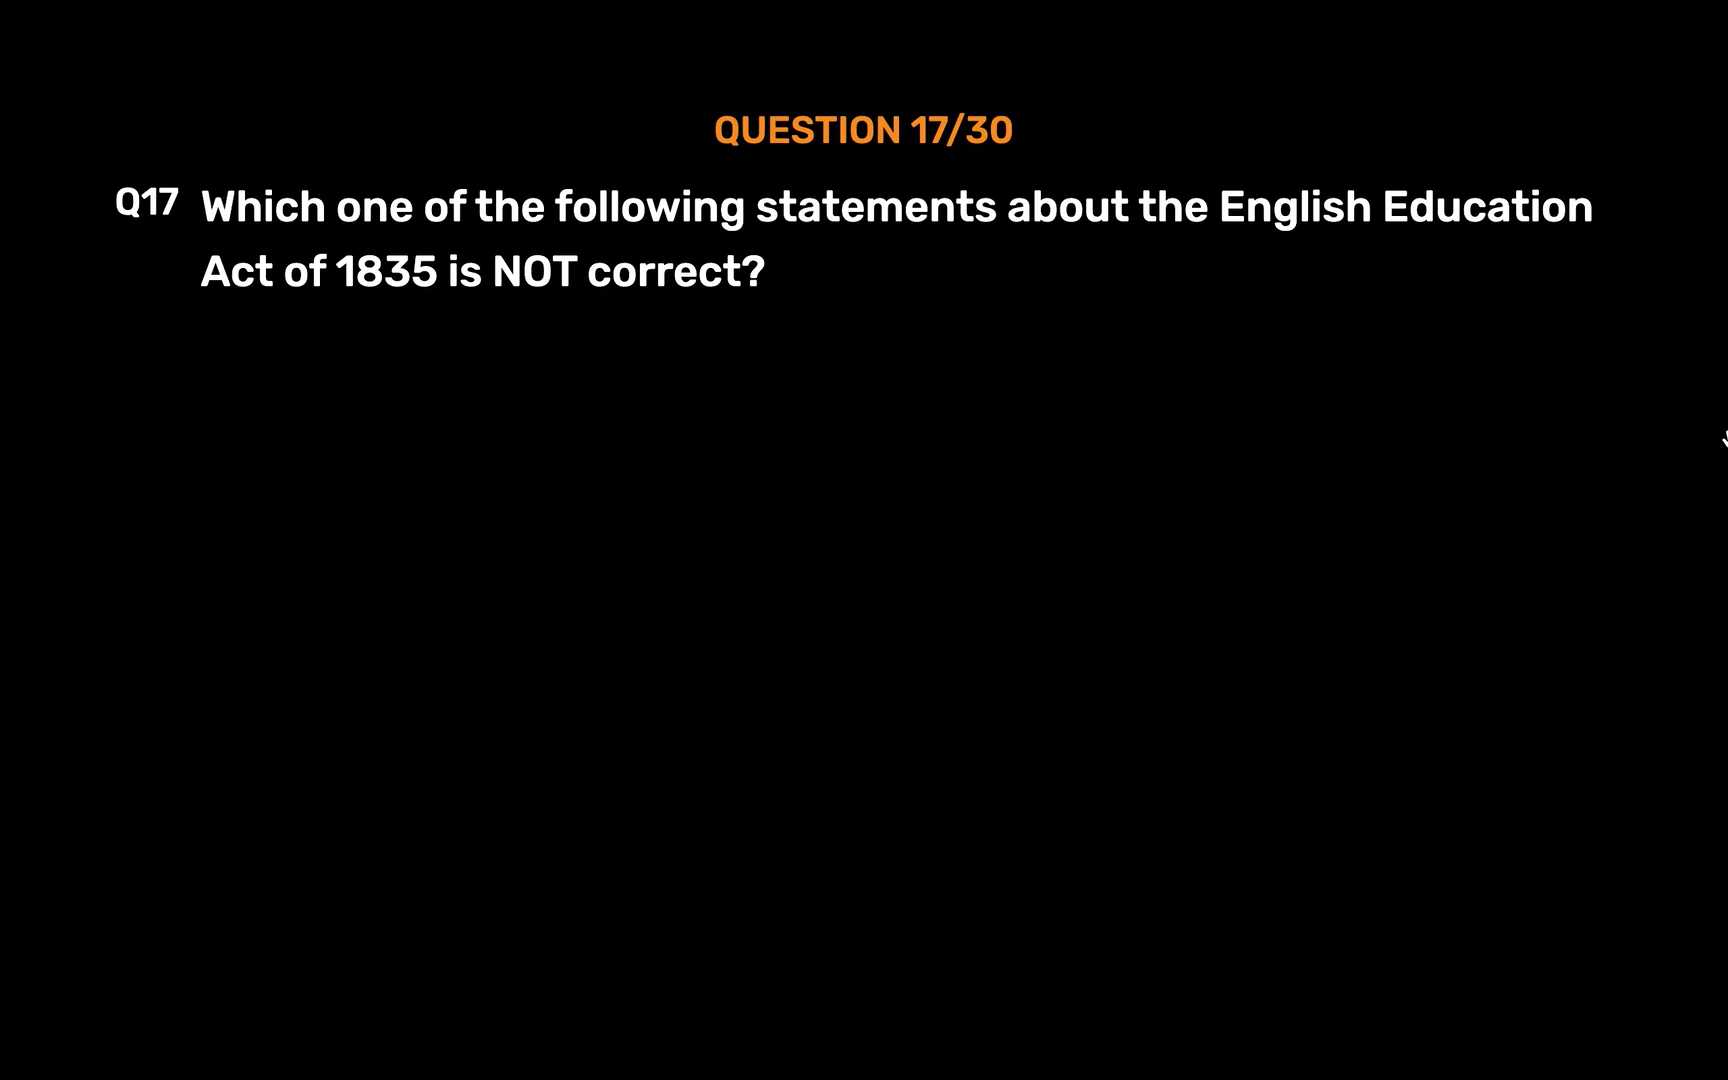 QUESTION 17/30
Q17 Which one of the following statements about the English Education
Act of 1835 is NOT correct?